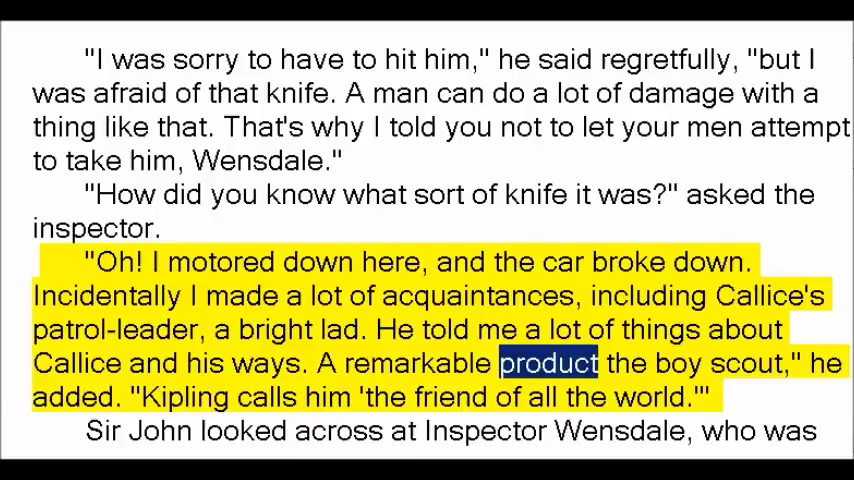 "I was sorry to have to hit him," he said regretfully, "but I
was afraid of that knife. A man can do a lot of damage with a
thing like that. That's why I told you not to let your men attempt
to take him, Wensdale."
"How did you know what sort of knife it was?" asked the
inspector.
"Oh! I motored down here, and the car broke down.
Incidentally I made a lot of acquaintances, including Callice's
patrol-leader, a bright lad. He told me a lot of things about
Callice and his ways. A remarkable product the boy scout," he
added. "Kipling calls him 'the friend of all the world.'"
Sir John looked across at Inspector Wensdale, who was